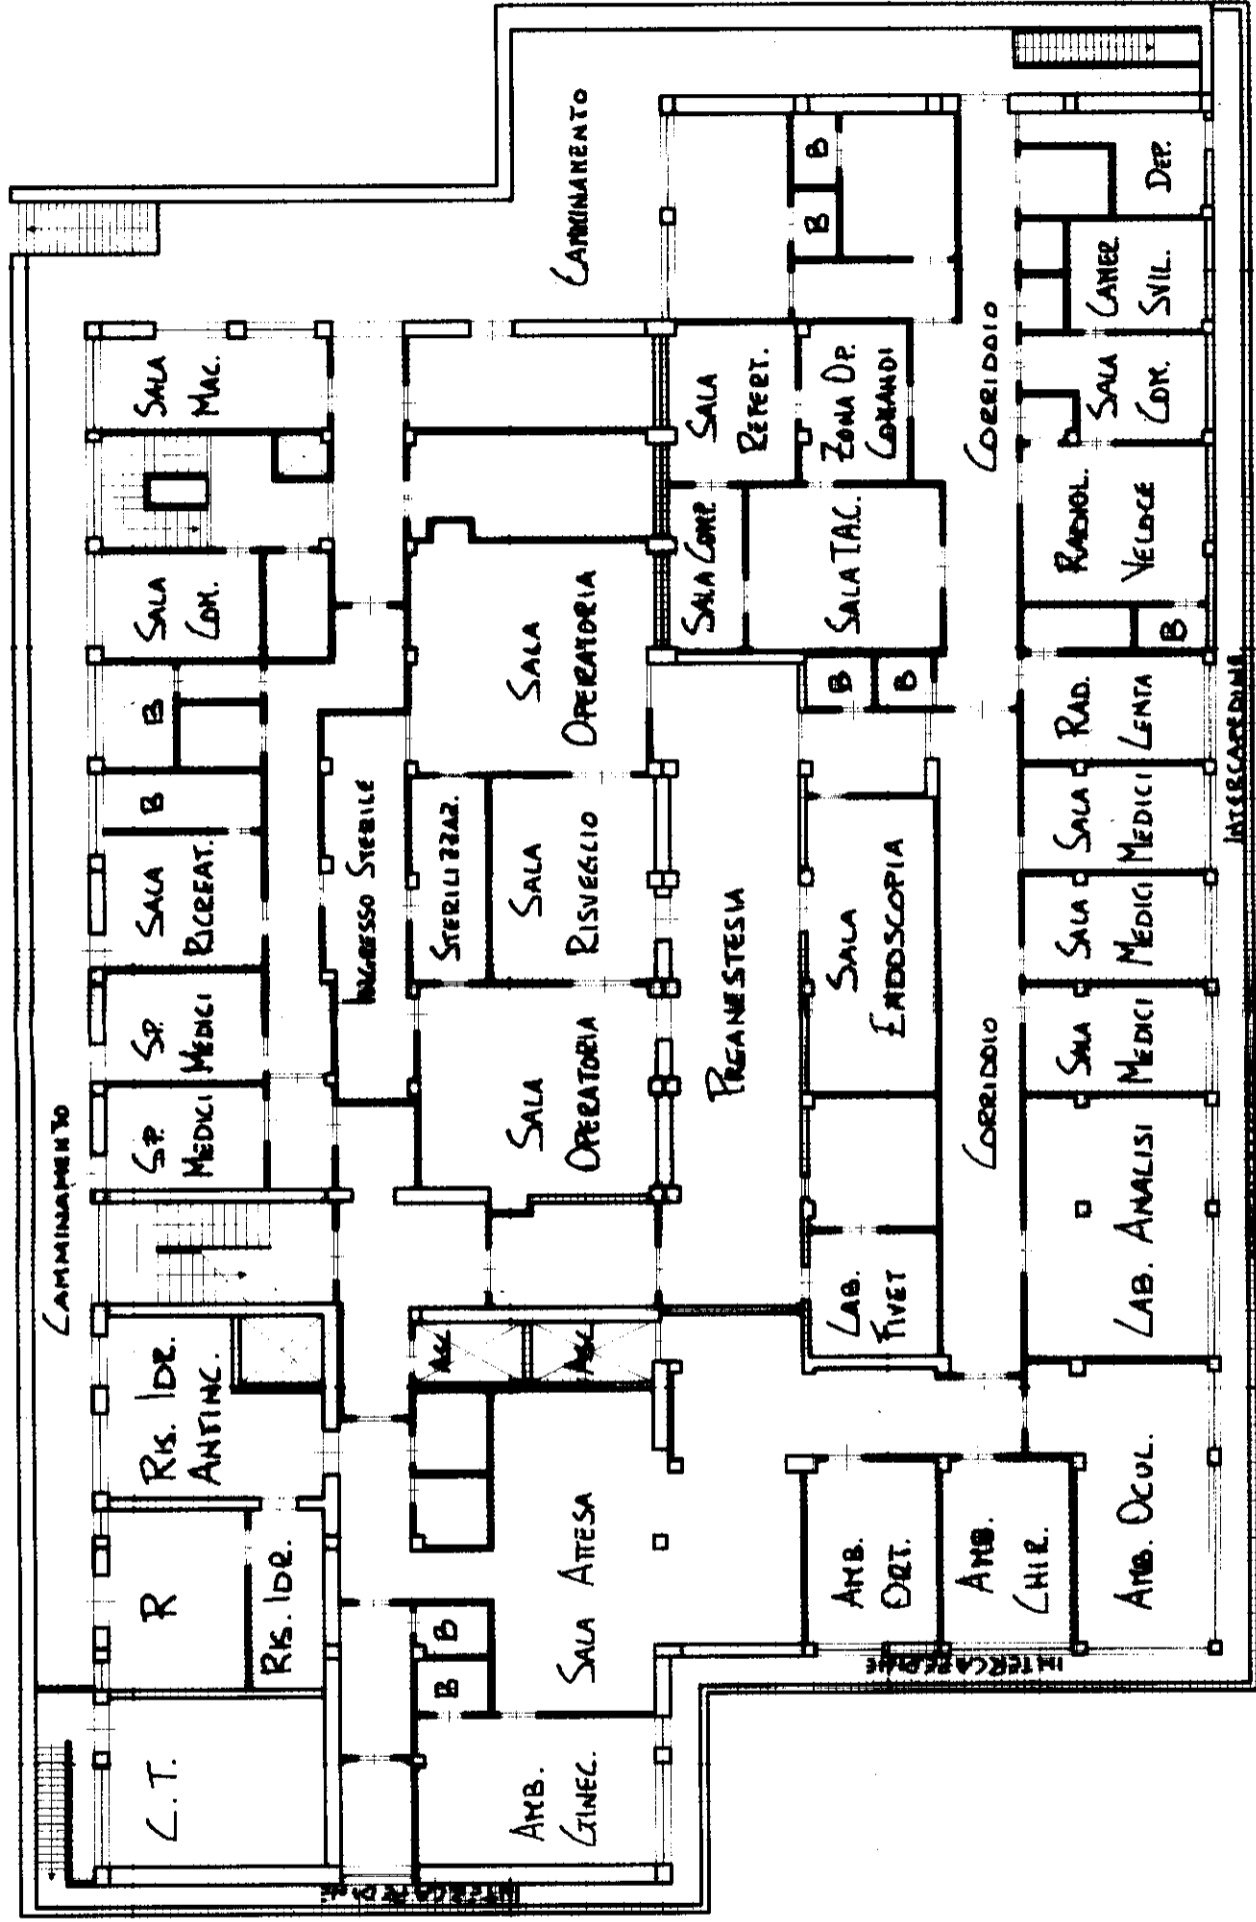 CAMMINAMENTO
C.T.
R
RIS. IDR.
RIS. IDR.
ANTINC.
SP.
MEDICI
SP.
MEDICI
SALA
RICREAT.
B
B
SALA
COM.
SALA
MAC.
INGRESSO STERILE
CAMMINAMENTO
AMB.
GINEC.
B
B
SALA ATTESA
ASC
ASC
SALA
OPERATORIA
STERILIZZAZ.
SALA
RISVEGLIO
SALA
OPERATORIA
PREANESTESIA
SALA COMP.
SALA
REFERT.
SALA T.A.C.
ZONA OP.
COMANDI
B
B
B
B
AMB.
ORT.
AMB.
CHIR.
AMB. OCUL.
LAB.
FIVET
SALA
ENDOSCOPIA
CORRIDOIO
CORRIDOIO
LAB. ANALISI
SALA
MEDICI
SALA
MEDICI
SALA
MEDICI
RAD.
LENTA
B
RADIOL.
VELOCE
SALA
COM.
CAMER.
SVIL.
DEP.
INTERCAPEDINE
INTERCAPEDINE
INTERCAPEDINE